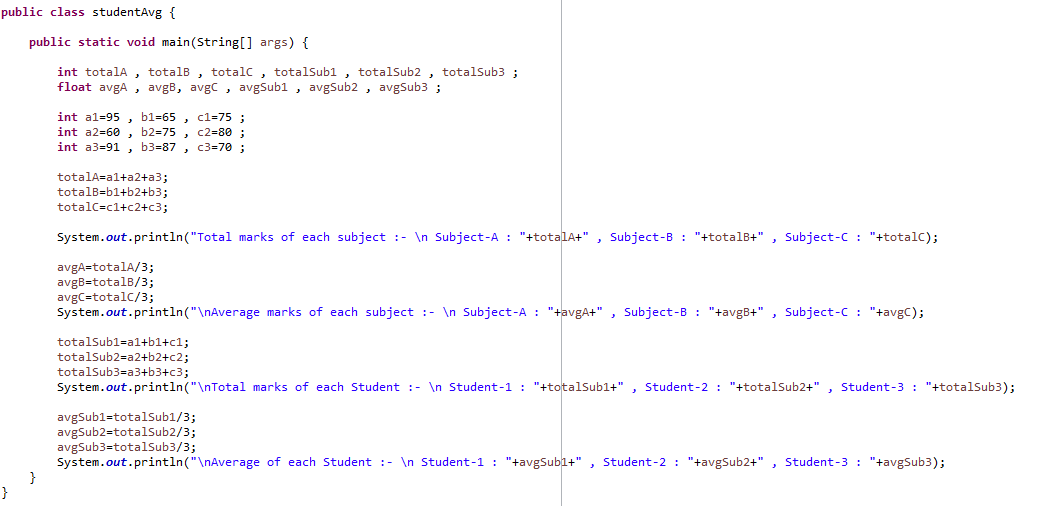 public class studentAvg {
public static void main(String[] args) {
int totalA , totalB , totalC , totalSub1 , totalSub2 , totalSub3 ;
float avgA , avgB, avgC , avgSub1 , avgSub2 , avgSub3 ;
int a1=95 , b1=65 , c1=75 ;
int a2=60 , b2=75 , c2=80 ;
int a3=91 , b3=87 , c3=70 ;
totalA=a1+a2+a3;
totalB=b1+b2+b3;
totalC=c1+c2+c3;
System.out.println("Total marks of each subject :- \n Subject-A : "+totalA+" , Subject-B : "+totalB+" , Subject-C : "+totalC);
avgA=totalA/3;
avgB=totalB/3;
avgC=totalC/3;
System.out.println("\nAverage marks of each subject :- \n Subject-A : "+avgA+" , Subject-B : "+avgB+" , Subject-C : "+avgC);
totalSub1=a1+b1+c1;
totalSub2=a2+b2+c2;
totalSub3=a3+b3+c3;
System.out.println("\nTotal marks of each Student :- \n Student-1 : "+totalSub1+" , Student-2 : "+totalSub2+" , Student-3 : "+totalSub3);
avgSub1=totalSub1/3;
avgSub2=totalSub2/3;
avgSub3=totalSub3/3;
System.out.println("\nAverage of each Student :- \n Student-1 : "+avgSub1+" , Student-2 : "+avgSub2+" , Student-3 : "+avgSub3);
}
}